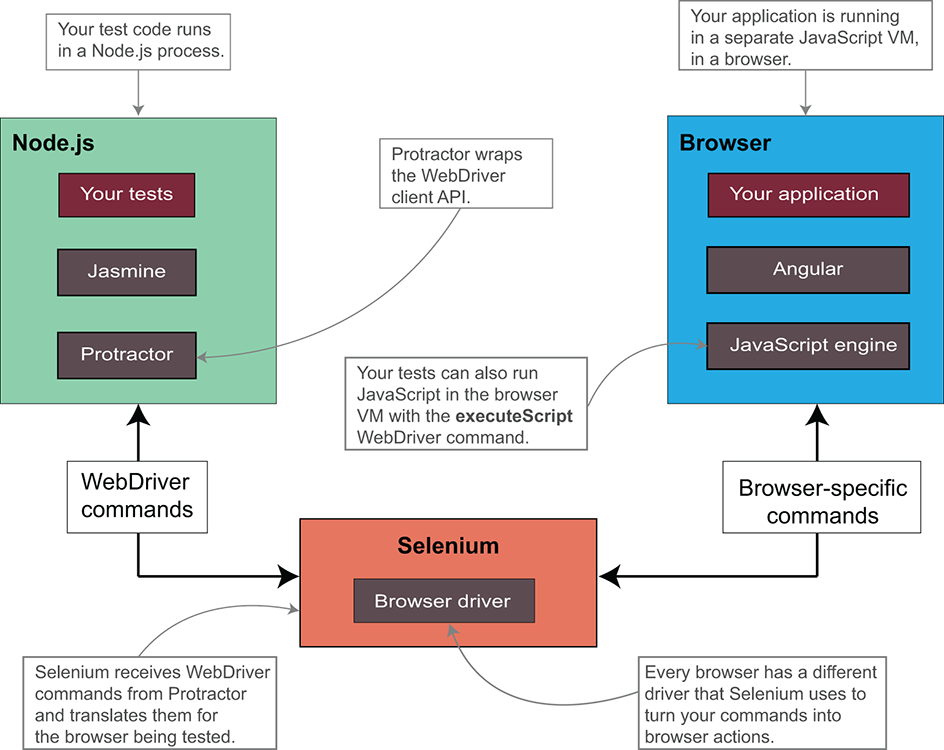 Your test code runs
in a Node.js process.
Your application is running
in a separate JavaScript VM,
in a browser.
Node.js
Your tests
Jasmine
Protractor
Protractor wraps
the WebDriver
client API.
Browser
Your application
Angular
JavaScript engine
Your tests can also run
JavaScript in the browser
VM with the executeScript
WebDriver command.
WebDriver
commands
Browser-specific
commands
Selenium
Browser driver
Selenium receives WebDriver
commands from Protractor
and translates them for
the browser being tested.
Every browser has a different
driver that Selenium uses to
turn your commands into
browser actions.